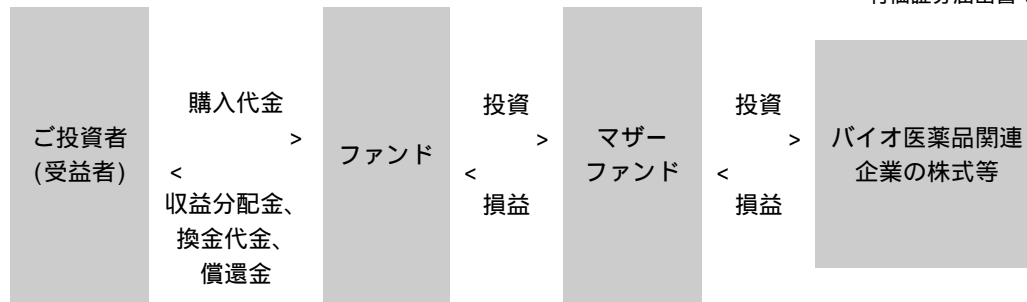 ご投資者
(受益者)
購入代金
>
<
収益分配金、
換金代金、
償還金
ファンド
投資
>
<
損益
マザー
ファンド
投資
>
<
損益
バイオ医薬品関連
企業の株式等